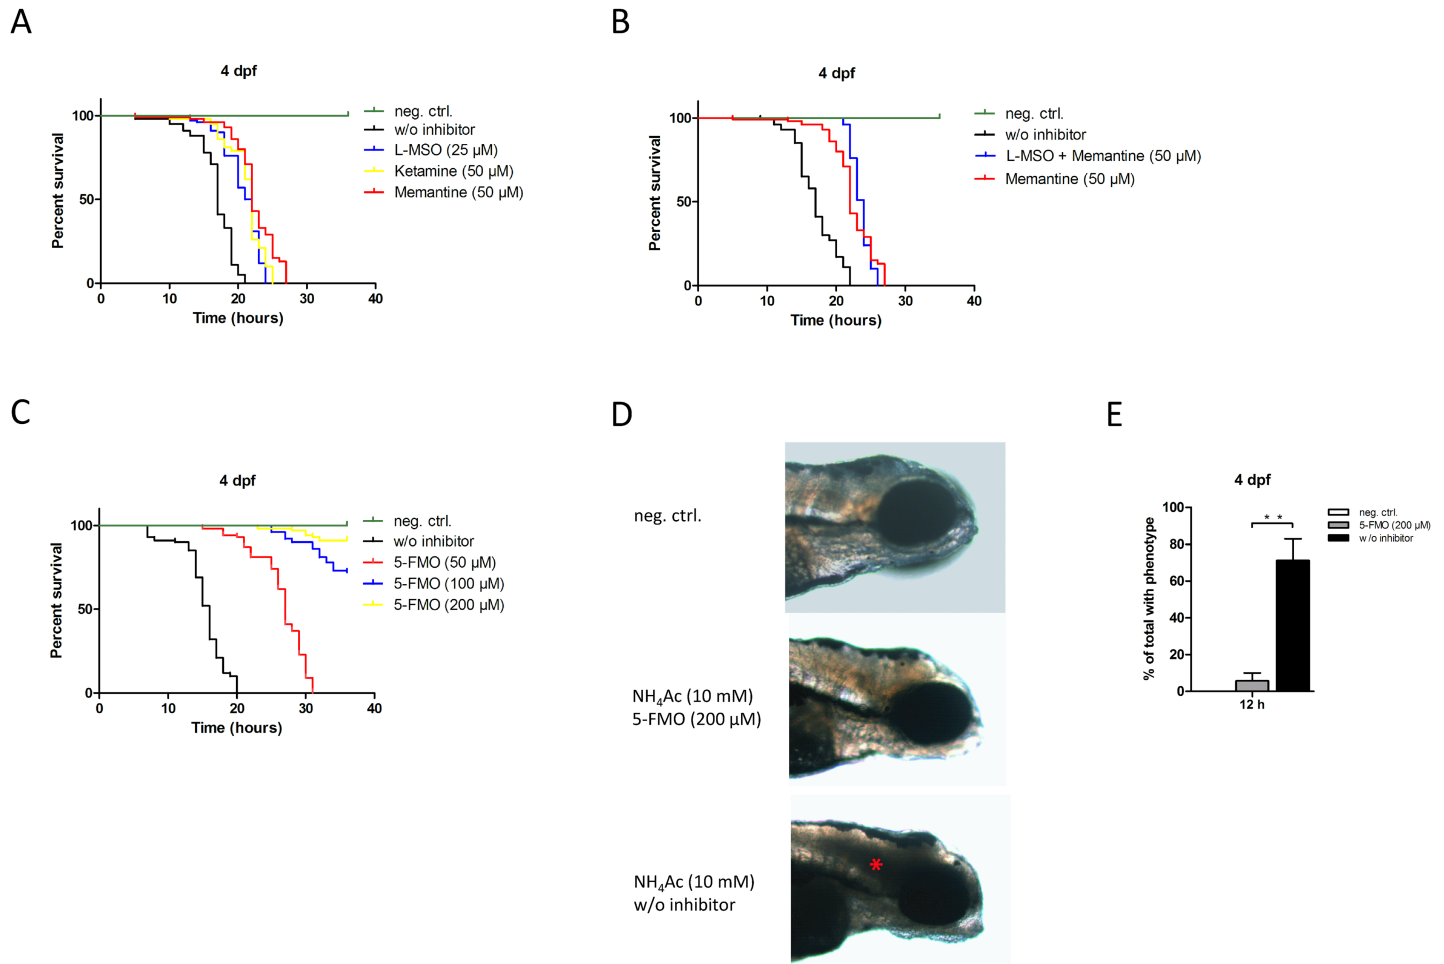 A
4 dpf
Percent survival
100
50
0
0 10 20 30 40
Time (hours)
neg. ctrl.
w/o inhibitor
L-MSO (25 µM)
Ketamine (50 µM)
Memantine (50 µM)
B
4 dpf
Percent survival
100
50
0
0 10 20 30 40
Time (hours)
neg. ctrl.
w/o inhibitor
L-MSO + Memantine (50 µM)
Memantine (50 µM)
C
4 dpf
Percent survival
100
50
0
0 10 20 30 40
Time (hours)
neg. ctrl.
w/o inhibitor
5-FMO (50 µM)
5-FMO (100 µM)
5-FMO (200 µM)
D
neg. ctrl.
NH₄Ac (10 mM)
5-FMO (200 µM)
NH₄Ac (10 mM)
w/o inhibitor
*
E
4 dpf
% of total with phenotype
100
80
60
40
20
0
* *
12 h
neg. ctrl.
5-FMO (200 µM)
w/o inhibitor